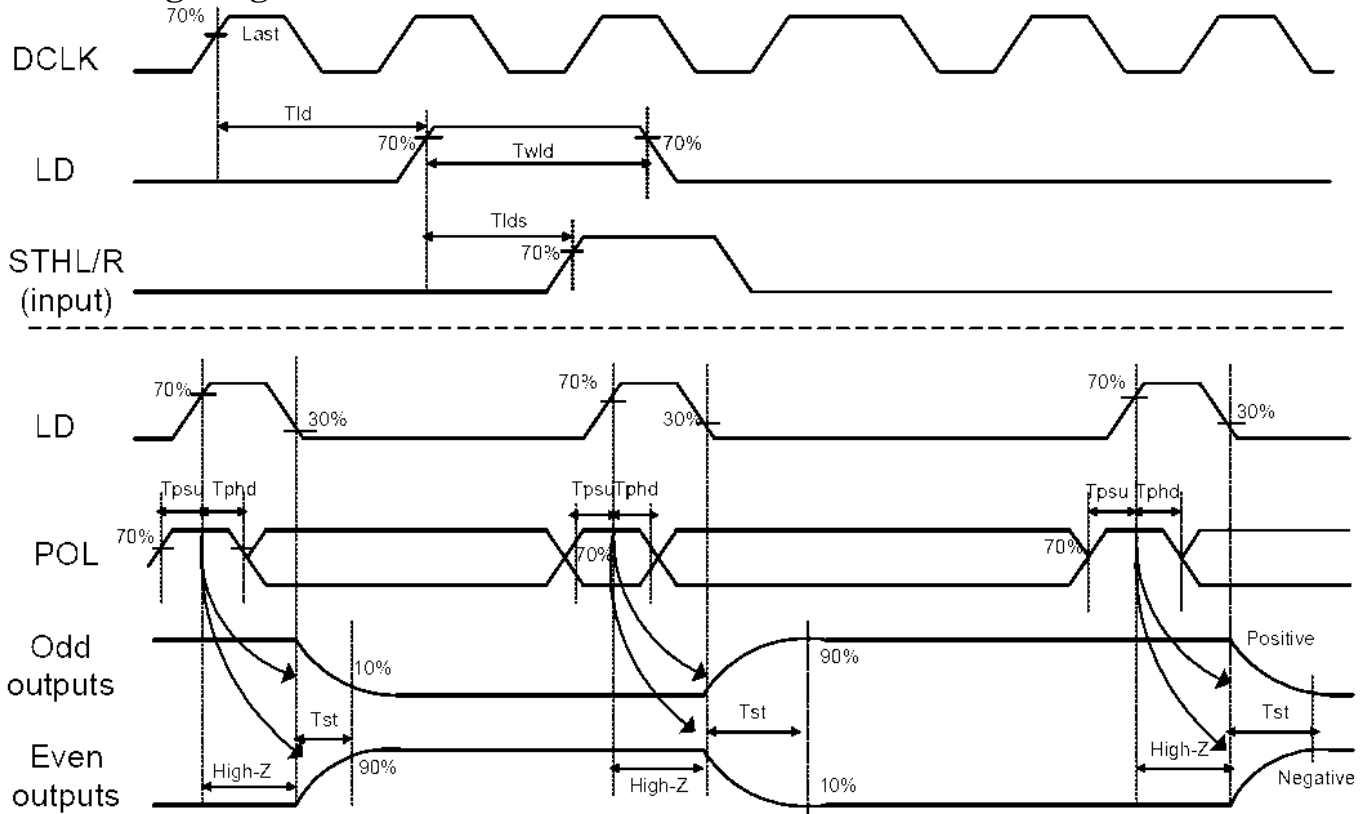 70%
Last
DCLK
Tld
70%
70%
Twld
LD
Tlds
70%
STHL/R
(input)
70%
70%
70%
30%
30%
30%
LD
Tpsu Tphd
Tpsu Tphd
Tpsu Tphd
70%
70%
70%
POL
Odd
outputs
10%
90%
Positive
Tst
Tst
Tst
Even
outputs
High-Z
90%
High-Z
10%
High-Z
Negative